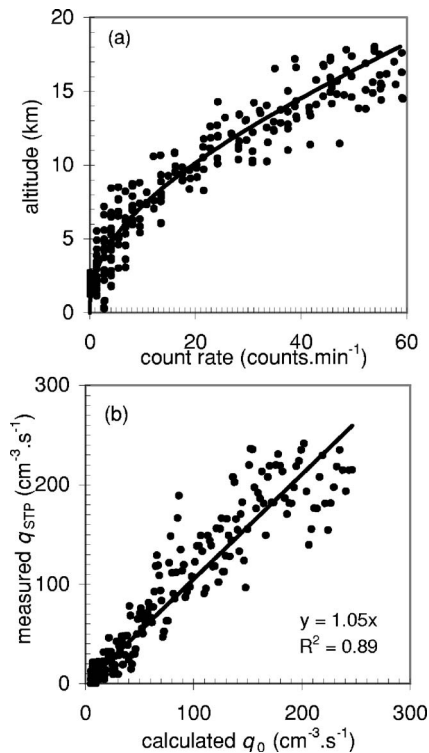 (a)
20
15
10
5
0
altitude (km)
0 20 40 60
count rate (counts.min⁻¹)
(b)
300
200
100
0
measured qSTP (cm⁻³.s⁻¹)
y = 1.05x
R² = 0.89
0 100 200 300
calculated q₀ (cm⁻³.s⁻¹)